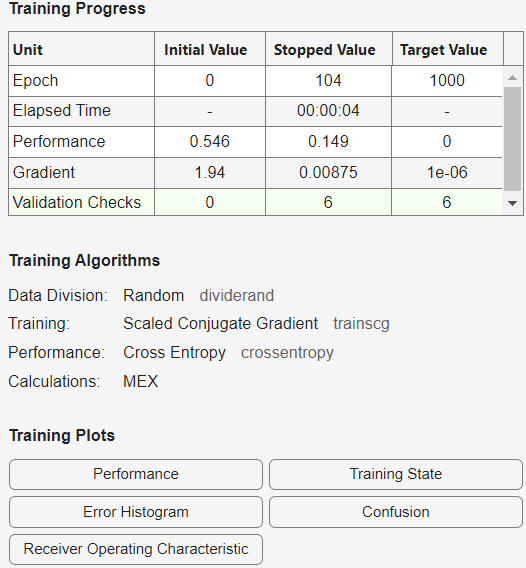 Training Progress
Unit Initial Value Stopped Value Target Value
Epoch 0 104 1000
Elapsed Time - 00:00:04 -
Performance 0.546 0.149 0
Gradient 1.94 0.00875 1e-06
Validation Checks 0 6 6
Training Algorithms
Data Division: Random dividerand
Training: Scaled Conjugate Gradient trainscg
Performance: Cross Entropy crossentropy
Calculations: MEX
Training Plots
Performance Training State
Error Histogram Confusion
Receiver Operating Characteristic